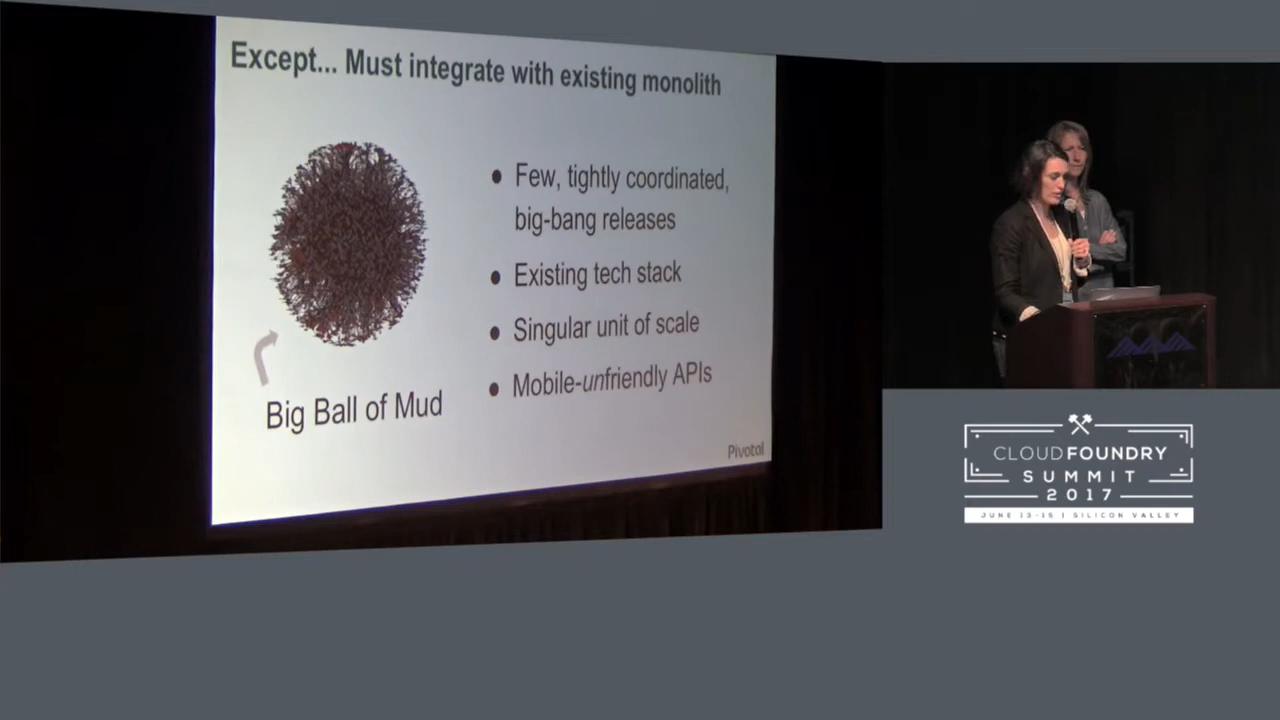 Except... Must integrate with existing monolith
• Few, tightly coordinated,
big-bang releases
• Existing tech stack
• Singular unit of scale
• Mobile-unfriendly APIs
Big Ball of Mud
Pivotal
CLOUD FOUNDRY
SUMMIT
2017
JUNE 13-15 | SILICON VALLEY